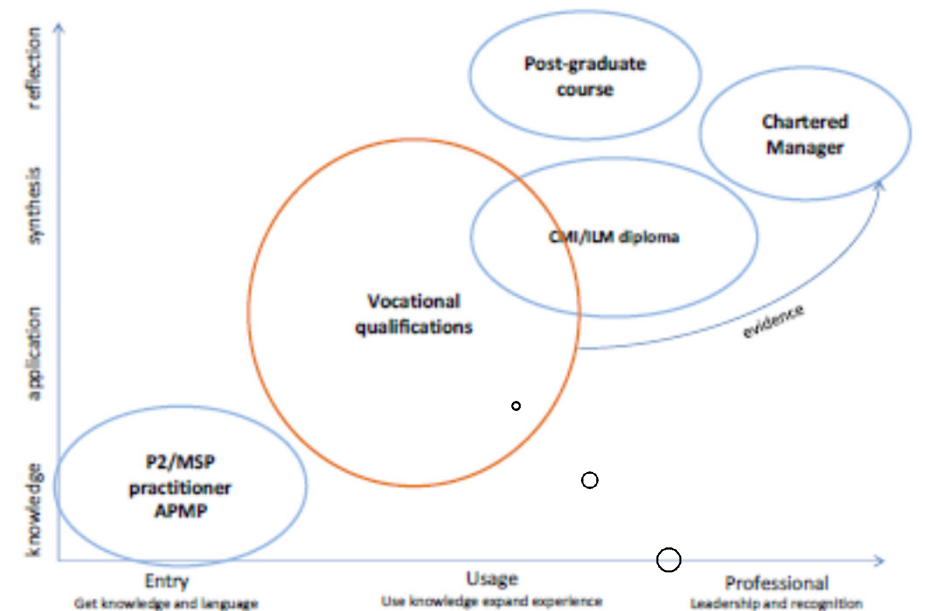 reflection
synthesis
application
knowledge
Post-graduate
course
Chartered
Manager
CMI/ILM diploma
Vocational
qualifications
evidence
P2/MSP
practitioner
APMP
Entry
Get knowledge and language
Usage
Use knowledge expand experience
Professional
Leadership and recognition